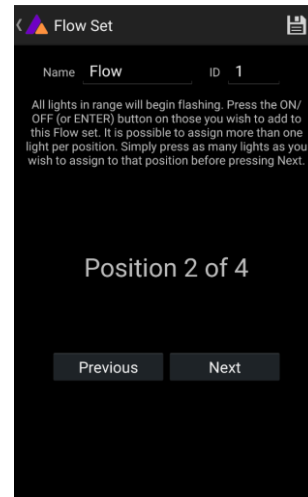 Flow Set
Name Flow ID 1
All lights in range will begin flashing. Press the ON/
OFF (or ENTER) button on those you wish to add to
this Flow set. It is possible to assign more than one
light per position. Simply press as many lights as you
wish to assign to that position before pressing Next.
Position 2 of 4
Previous Next